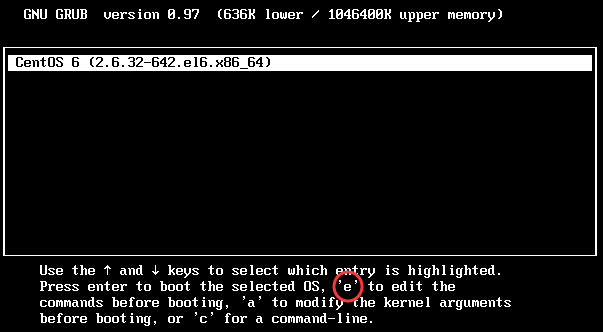 GNU GRUB  version 0.97  (636K lower / 1046400K upper memory)
CentOS 6 (2.6.32-642.el6.x86_64)
Use the ↑ and ↓ keys to select which entry is highlighted.
Press enter to boot the selected OS, 'e' to edit the
commands before booting, 'a' to modify the kernel arguments
before booting, or 'c' for a command-line.